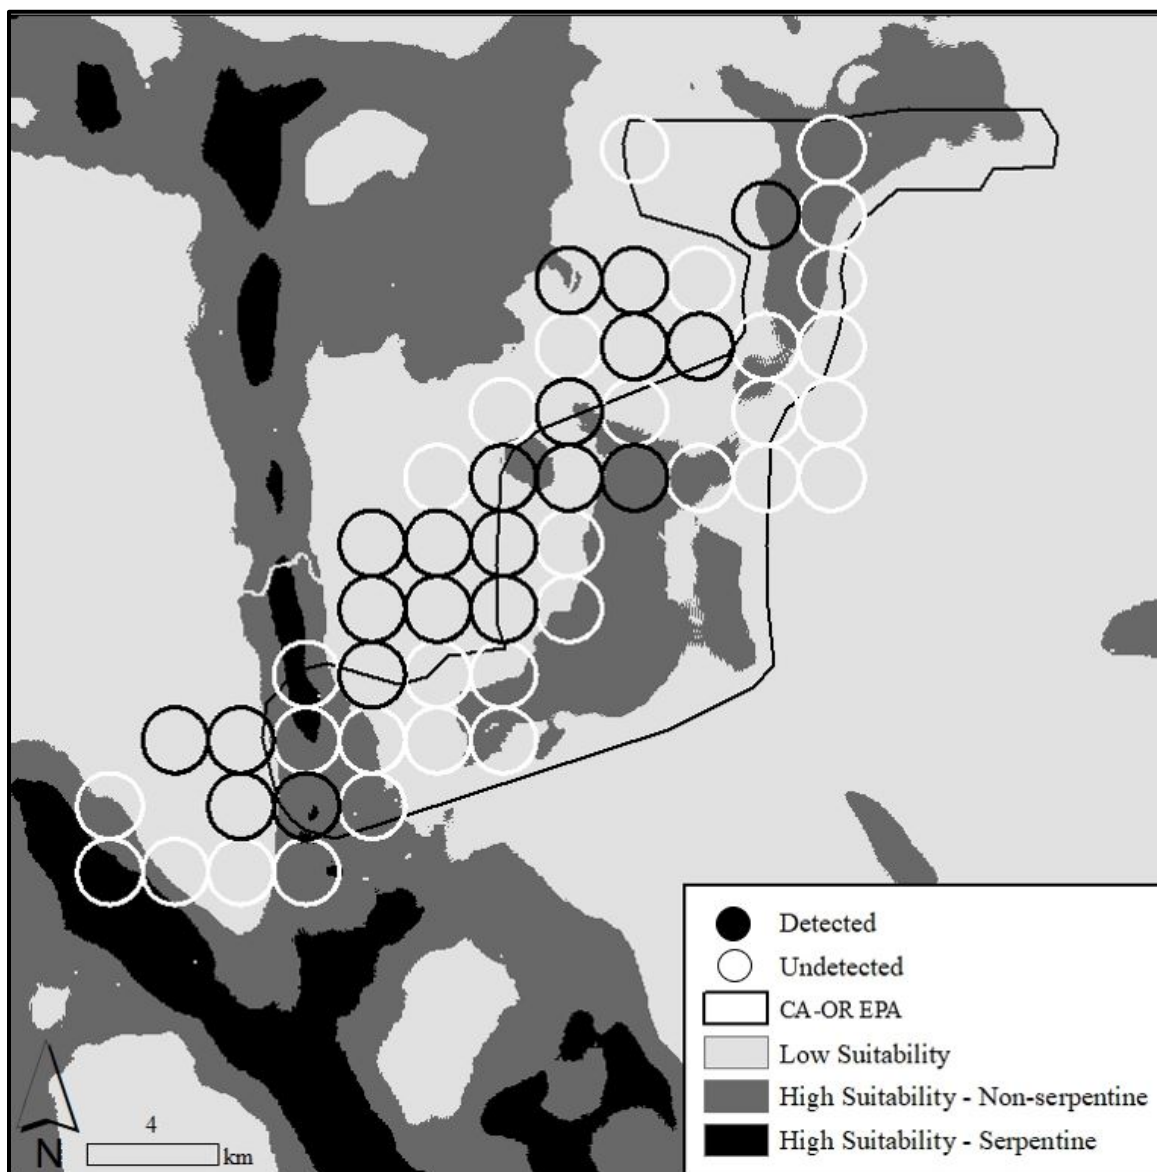 Detected
Undetected
CA-OR EPA
Low Suitability
High Suitability - Non-serpentine
High Suitability - Serpentine
N
4
km